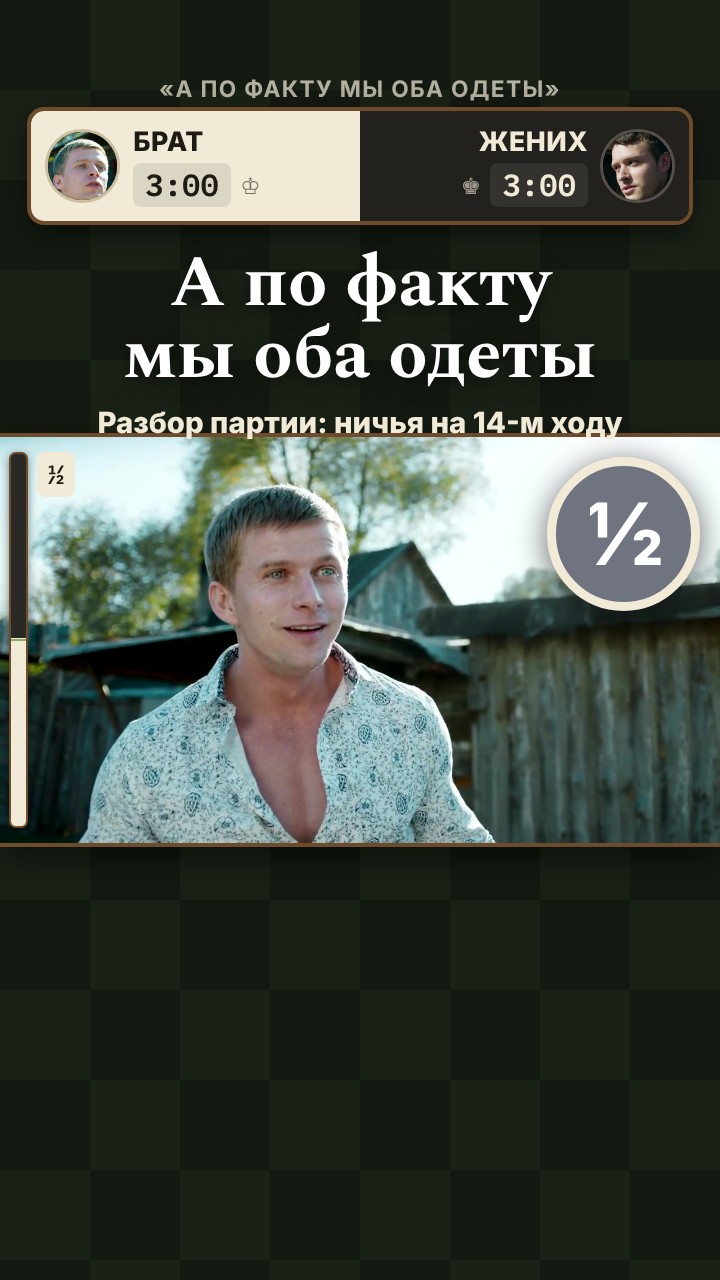 «А ПО ФАКТУ МЫ ОБА ОДЕТЫ»
БРАТ
3:00
ЖЕНИХ
3:00
А по факту
мы оба одеты
Разбор партии: ничья на 14-м ходу
½
½